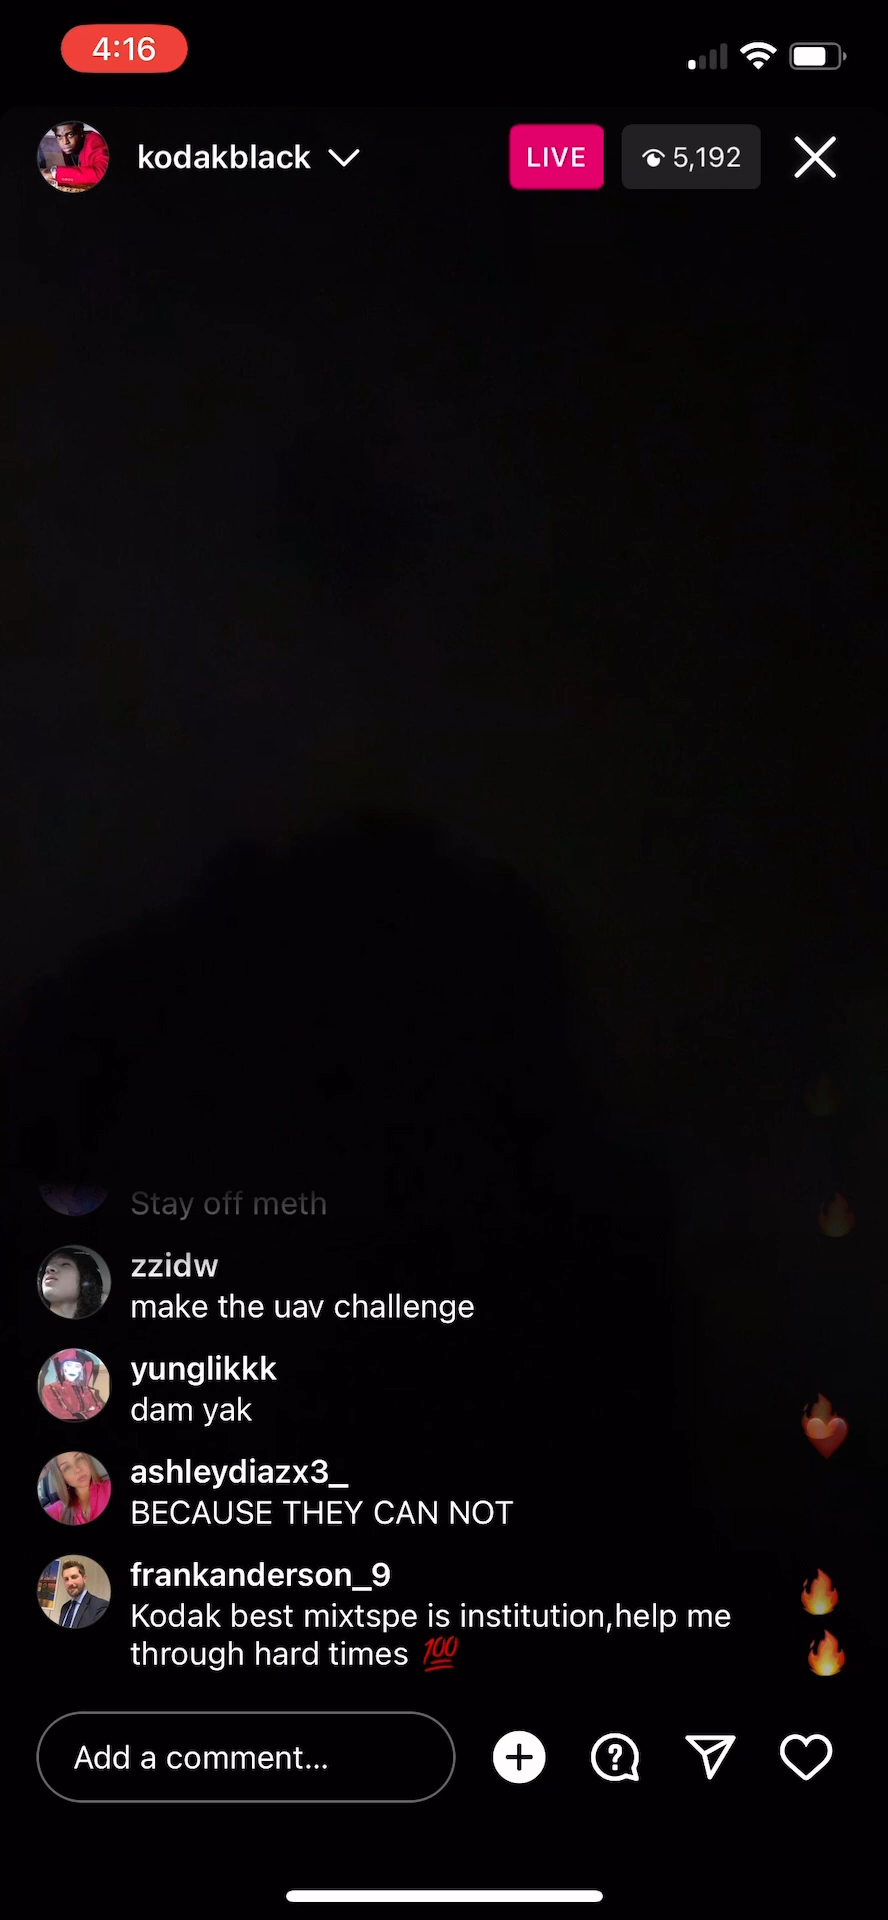 4:16
kodakblack
LIVE
5,192
Stay off meth
zzidw
make the uav challenge
yunglikkk
dam yak
ashleydiazx3_
BECAUSE THEY CAN NOT
frankanderson_9
Kodak best mixtspe is institution,help me
through hard times 💯
Add a comment...